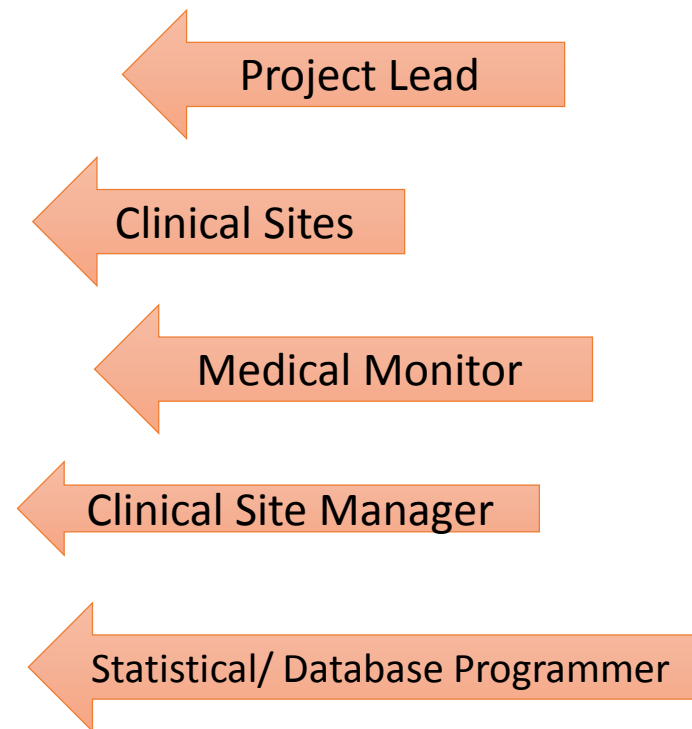 Project Lead
Clinical Sites
Medical Monitor
Clinical Site Manager
Statistical/ Database Programmer